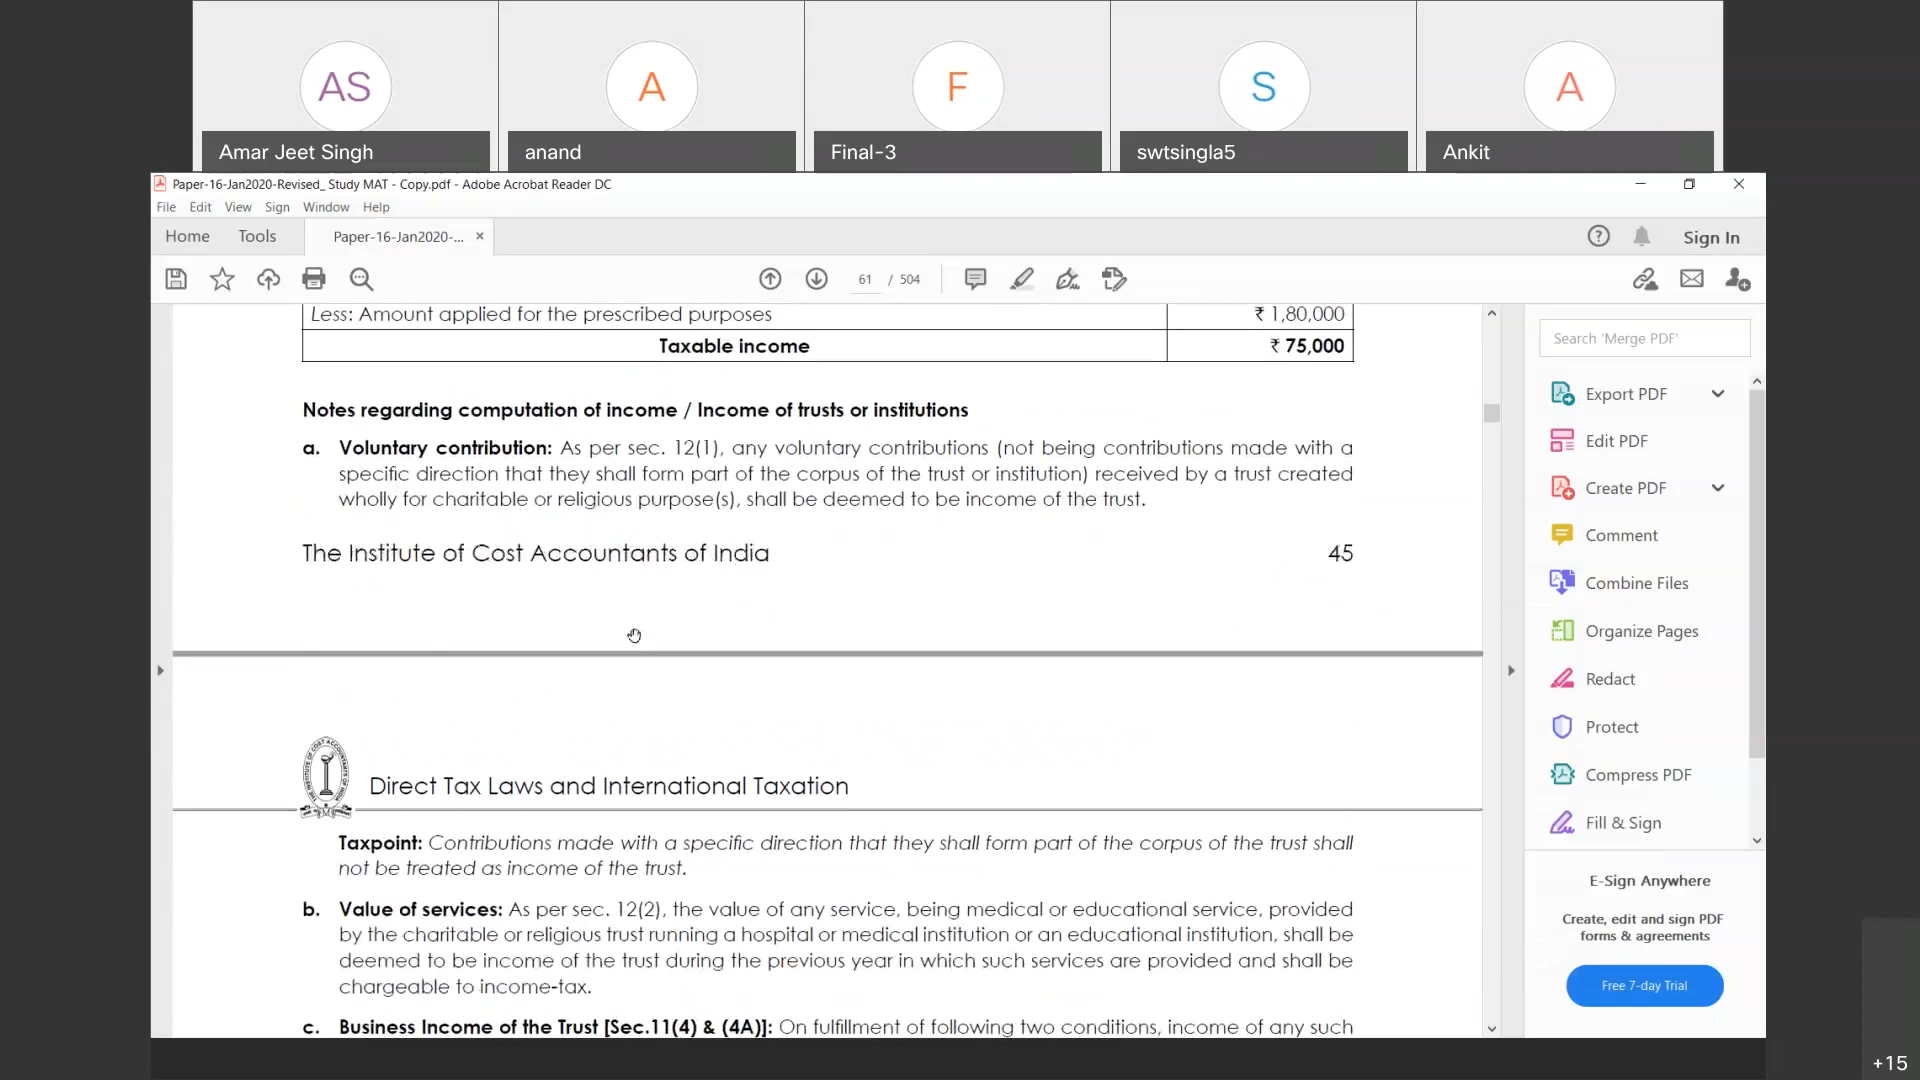 AS
A
F
S
A
Amar Jeet Singh
anand
Final-3
swtsingla5
Ankit
Paper-16-Jan2020-Revised_ Study MAT - Copy.pdf - Adobe Acrobat Reader DC
File Edit View Sign Window Help
Home Tools Paper-16-Jan2020-... × Sign In
61 / 504
Less: Amount applied for the prescribed purposes ₹ 1,80,000
Taxable income ₹ 75,000
Notes regarding computation of income / Income of trusts or institutions
a. Voluntary contribution: As per sec. 12(1), any voluntary contributions (not being contributions made with a
specific direction that they shall form part of the corpus of the trust or institution) received by a trust created
wholly for charitable or religious purpose(s), shall be deemed to be income of the trust.
The Institute of Cost Accountants of India 45
Direct Tax Laws and International Taxation
Taxpoint: Contributions made with a specific direction that they shall form part of the corpus of the trust shall
not be treated as income of the trust.
b. Value of services: As per sec. 12(2), the value of any service, being medical or educational service, provided
by the charitable or religious trust running a hospital or medical institution or an educational institution, shall be
deemed to be income of the trust during the previous year in which such services are provided and shall be
chargeable to income-tax.
c. Business Income of the Trust [Sec.11(4) & (4A)]: On fulfillment of following two conditions, income of any such
Search 'Merge PDF'
Export PDF
Edit PDF
Create PDF
Comment
Combine Files
Organize Pages
Redact
Protect
Compress PDF
Fill & Sign
E-Sign Anywhere
Create, edit and sign PDF
forms & agreements
Free 7-day Trial
+15